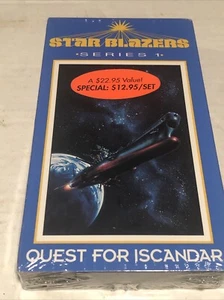 STAR BLAZERS
• SERIES 1 •
A $22.95 Value!
SPECIAL: $12.95/SET
QUEST FOR ISCANDAR